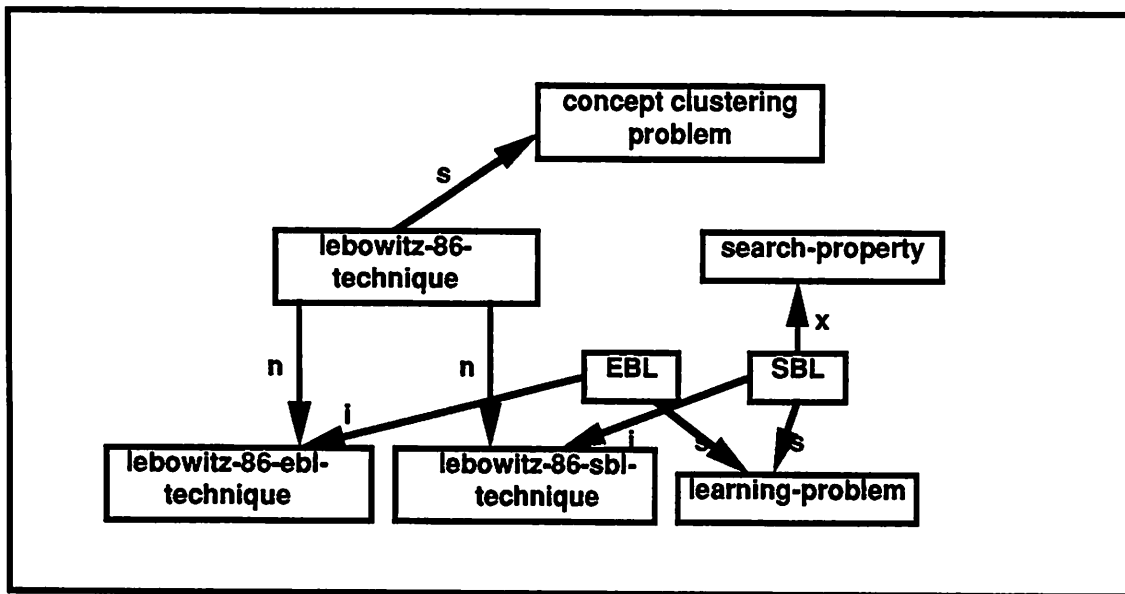 concept clustering
problem
s
lebowitz-86-
technique
search-property
x
n
n
EBL
SBL
i
i
s
s
lebowitz-86-ebl-
technique
lebowitz-86-sbl-
technique
learning-problem